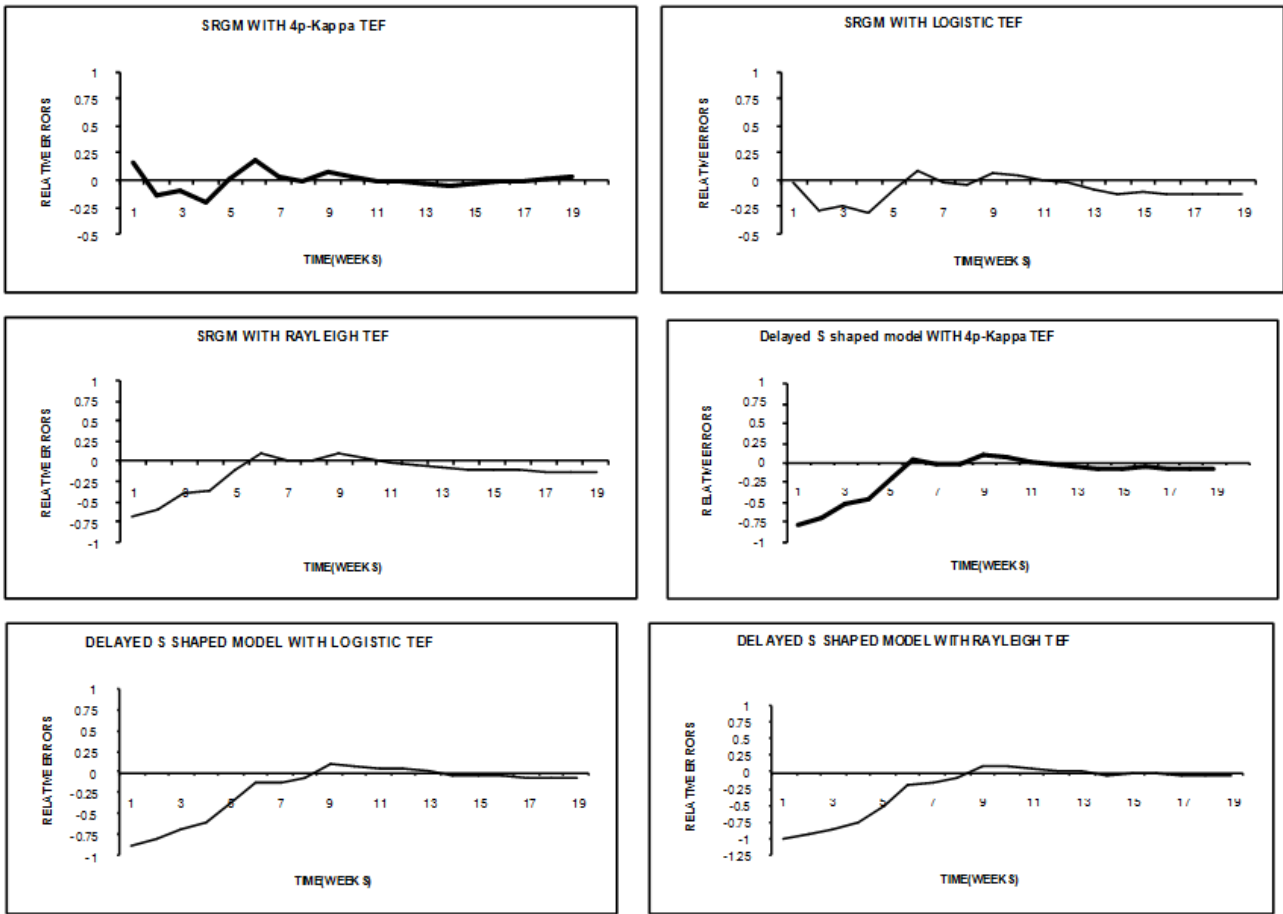 SRGM WITH 4p-Kappa TEF
RELATIVE ERRORS
1
0.75
0.5
0.25
0
-0.25
-0.5
1 3 5 7 9 11 13 15 17 19
TIME(WEEKS)
SRGM WITH LOGISTIC TEF
RELATIVE ERRORS
1
0.75
0.5
0.25
0
-0.25
-0.5
1 3 5 7 9 11 13 15 17 19
TIME(WEEKS)
SRGM WITH RAYLEIGH TEF
RELATIVE ERRORS
1
0.75
0.5
0.25
0
-0.25
-0.5
-0.75
-1
1 3 5 7 9 11 13 15 17 19
TIME(WEEKS)
Delayed S shaped model WITH 4p-Kappa TEF
RELATIVE ERRORS
1
0.75
0.5
0.25
0
-0.25
-0.5
-0.75
-1
1 3 5 7 9 11 13 15 17 19
TIME(WEEKS)
DELAYED S SHAPED MODEL WITH LOGISTIC TEF
RELATIVE ERRORS
1
0.75
0.5
0.25
0
-0.25
-0.5
-0.75
-1
1 3 5 7 9 11 13 15 17 19
TIME(WEEKS)
DELAYED S SHAPED MODEL WITH RAYLEIGH TEF
RELATIVE ERRORS
1
0.75
0.5
0.25
0
-0.25
-0.5
-0.75
-1
-1.25
1 3 5 7 9 11 13 15 17 19
TIME(WEEKS)